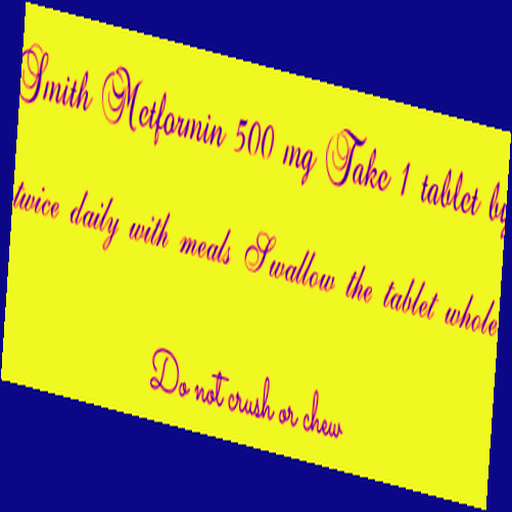 Smith Metformin 500 mg Take 1 tablet by
twice daily with meals Swallow the tablet whole
Do not crush or chew